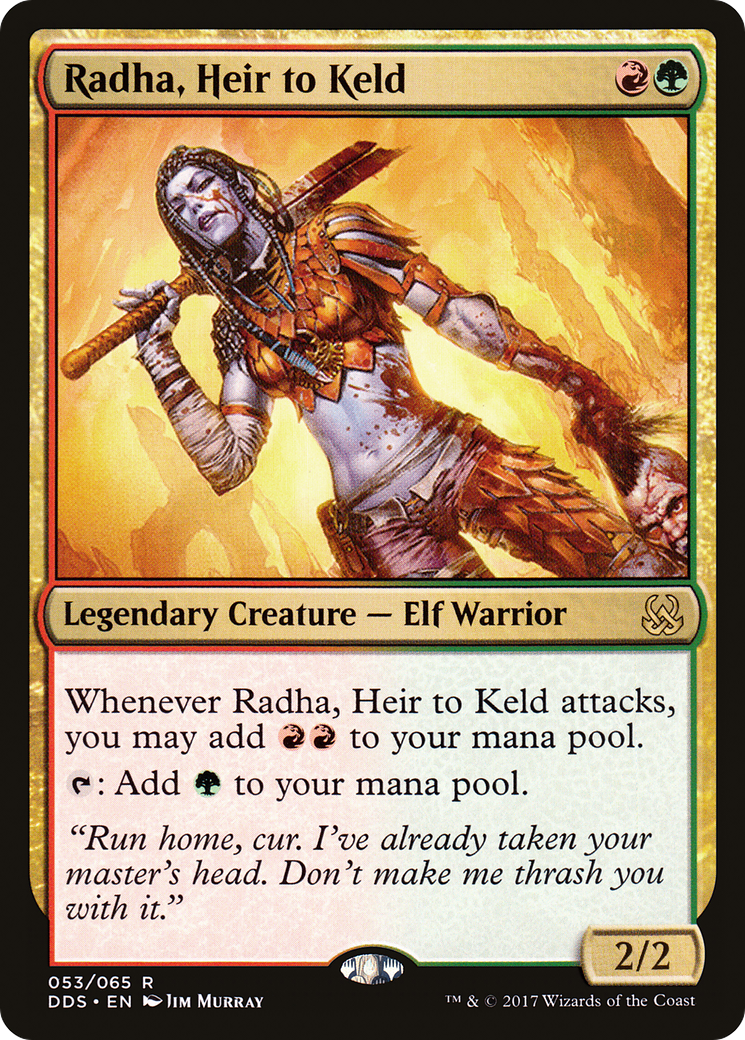 Radha, Heir to Keld
Legendary Creature — Elf Warrior
Whenever Radha, Heir to Keld attacks,
you may add to your mana pool.
: Add to your mana pool.
“Run home, cur. I’ve already taken your
master’s head. Don’t make me thrash you
with it.”
2/2
053/065 R
DDS • EN Jim Murray
™ & © 2017 Wizards of the Coast